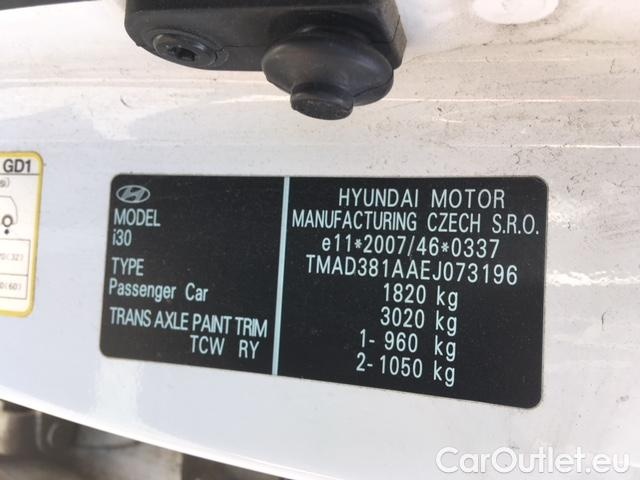 GD1
MODEL
i30
TYPE
Passenger Car
TRANS AXLE PAINT TRIM
TCW RY
HYUNDAI MOTOR
MANUFACTURING CZECH S.R.O.
e11*2007/46*0337
TMAD381AAEJ073196
1820 kg
3020 kg
1- 960 kg
2- 1050 kg
CarOutlet.eu